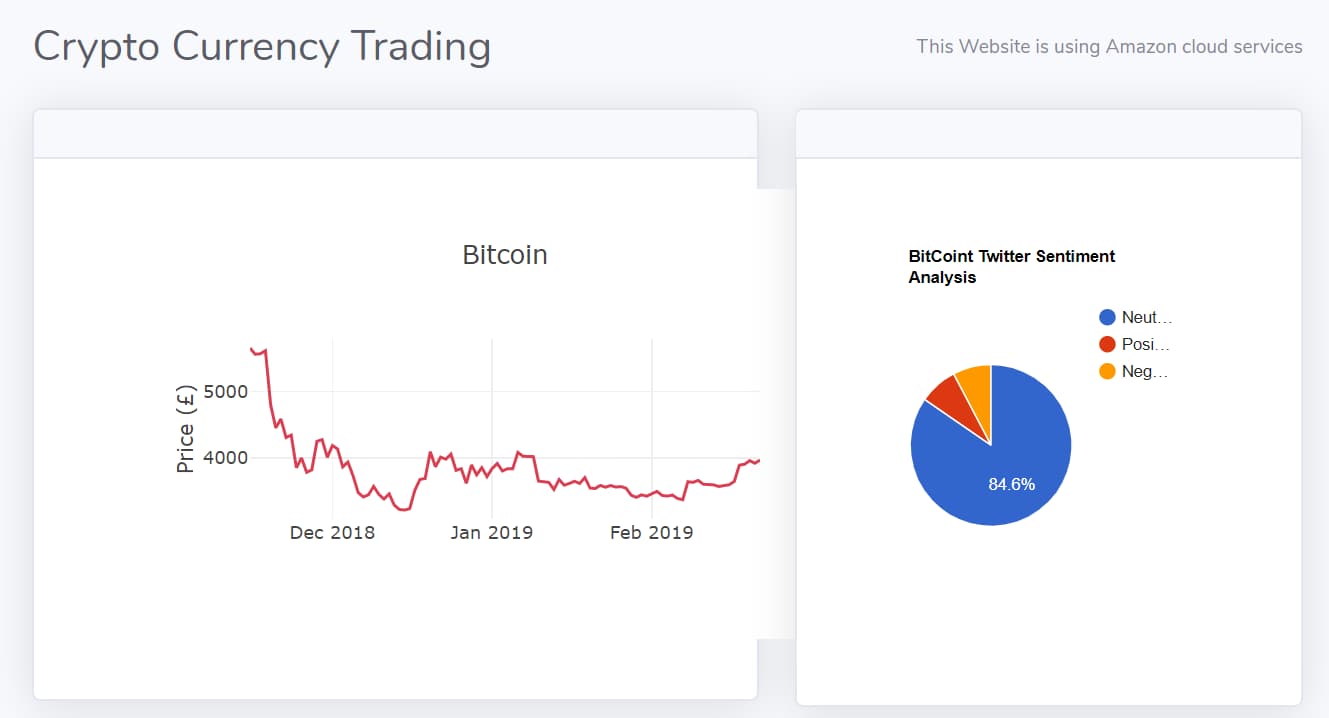 Crypto Currency Trading
This Website is using Amazon cloud services
Bitcoin
Price (£)
5000
4000
Dec 2018
Jan 2019
Feb 2019
BitCoint Twitter Sentiment
Analysis
Neut...
Posi...
Neg...
84.6%